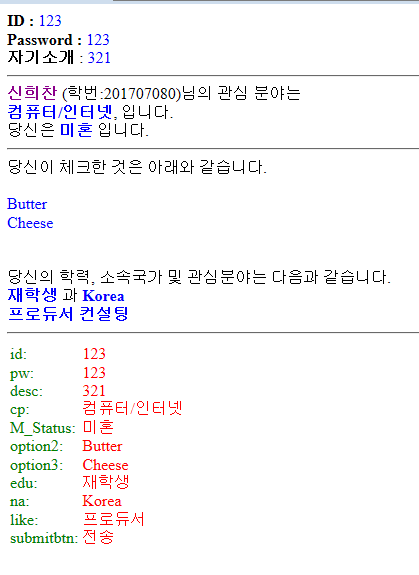 ID : 123
Password : 123
자기소개 : 321
신희찬 (학번:201707080)님의 관심 분야는
컴퓨터/인터넷, 입니다.
당신은 미혼 입니다.
당신이 체크한 것은 아래와 같습니다.
Butter
Cheese
당신의 학력, 소속국가 및 관심분야는 다음과 같습니다.
재학생 과 Korea
프로듀서 컨설팅
id: 123
pw: 123
desc: 321
cp: 컴퓨터/인터넷
M_Status: 미혼
option2: Butter
option3: Cheese
edu: 재학생
na: Korea
like: 프로듀서
submitbtn: 전송